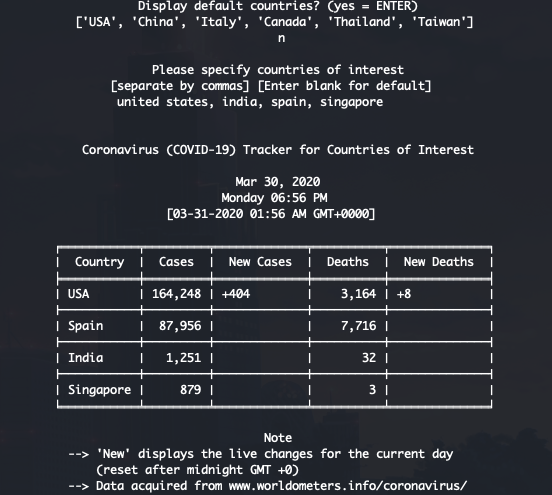 Display default countries? (yes = ENTER)
['USA', 'China', 'Italy', 'Canada', 'Thailand', 'Taiwan']
n
Please specify countries of interest
[separate by commas] [Enter blank for default]
united states, india, spain, singapore
Coronavirus (COVID-19) Tracker for Countries of Interest
Mar 30, 2020
Monday 06:56 PM
[03-31-2020 01:56 AM GMT+0000]
Country | Cases | New Cases | Deaths | New Deaths
USA | 164,248 | +404 | 3,164 | +8
Spain | 87,956 | | 7,716 |
India | 1,251 | | 32 |
Singapore | 879 | | 3 |
Note
--> 'New' displays the live changes for the current day
(reset after midnight GMT +0)
--> Data acquired from www.worldometers.info/coronavirus/